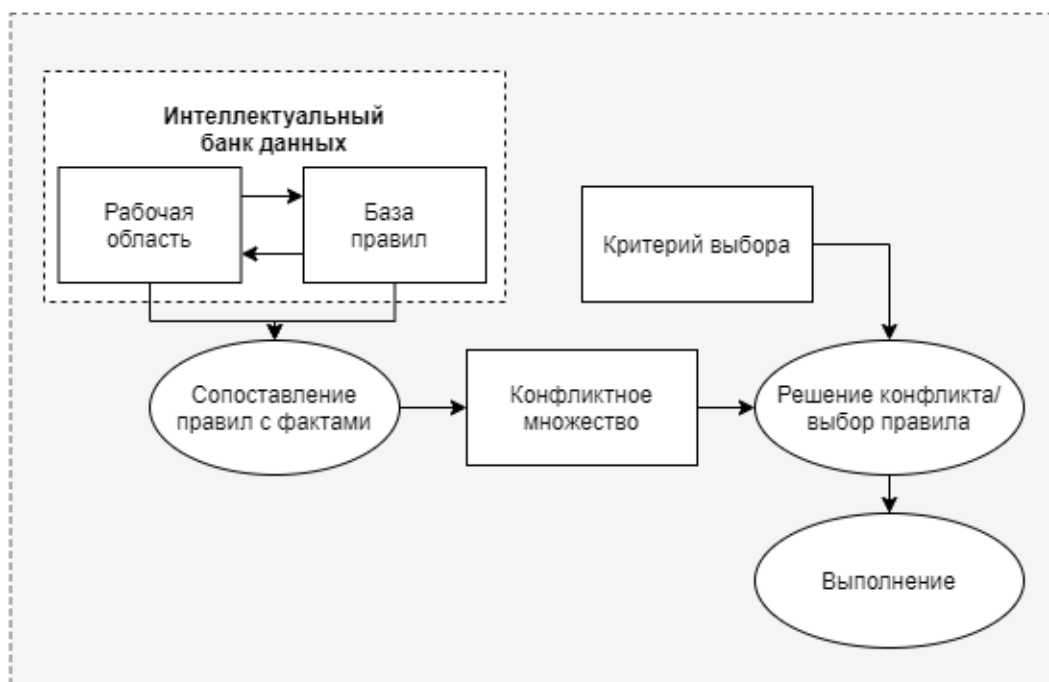 Интеллектуальный
банк данных
Рабочая
область
База
правил
Критерий выбора
Сопоставление
правил с фактами
Конфликтное
множество
Решение конфликта/
выбор правила
Выполнение